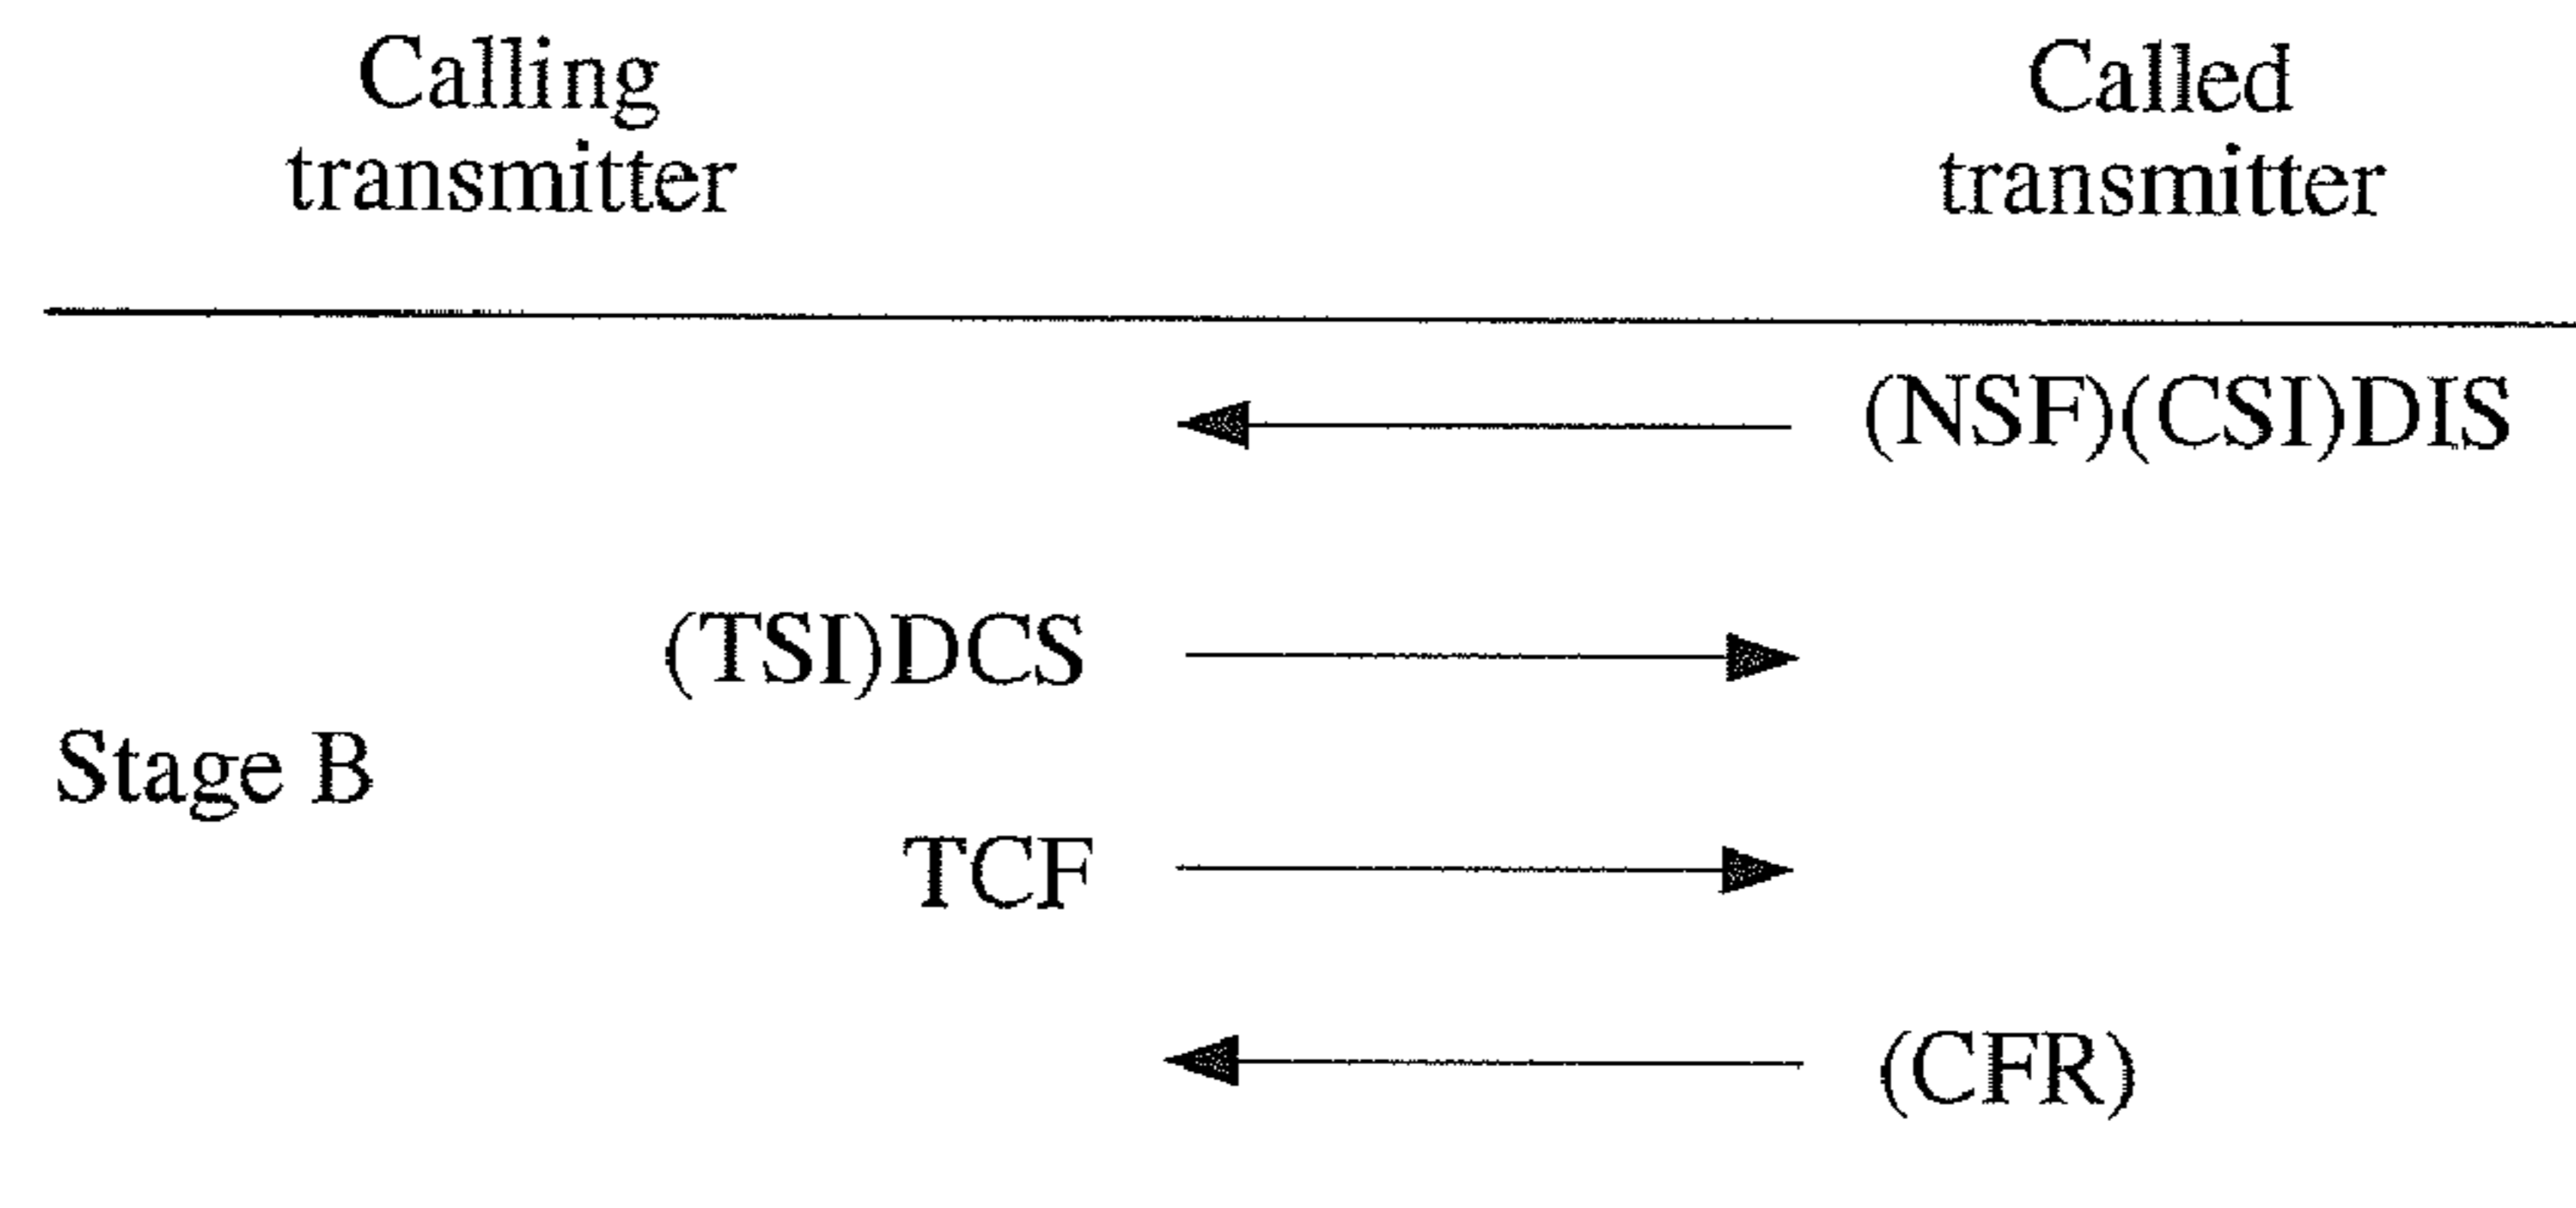 Calling
transmitter
Called
transmitter
(NSF)(CSI)DIS
(TSI)DCS
Stage B
TCF
(CFR)